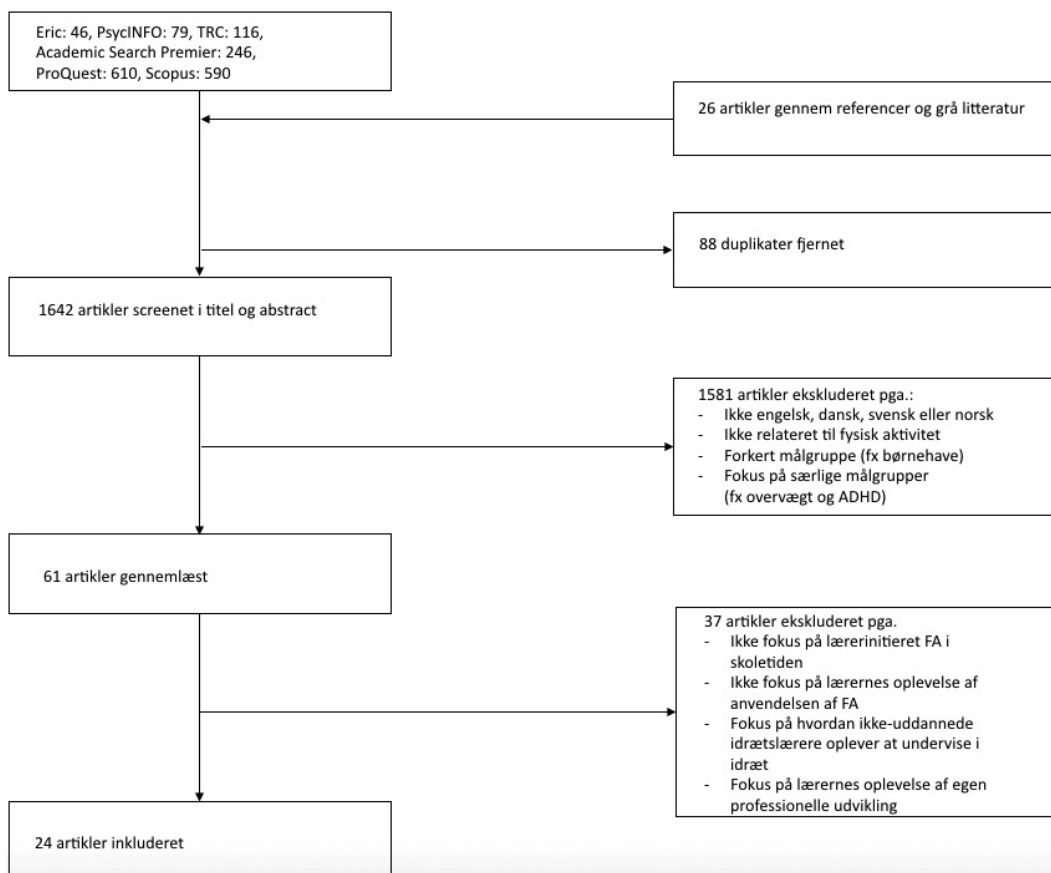 Eric: 46, PsycINFO: 79, TRC: 116,
Academic Search Premier: 246,
ProQuest: 610, Scopus: 590
26 artikler gennem referencer og grå litteratur
88 duplikater fjernet
1642 artikler screenet i titel og abstract
1581 artikler ekskluderet pga.:
- Ikke engelsk, dansk, svensk eller norsk
- Ikke relateret til fysisk aktivitet
- Forkert målgruppe (fx børnehave)
- Fokus på særlige målgrupper
(fx overvægt og ADHD)
61 artikler gennemlæst
37 artikler ekskluderet pga.
- Ikke fokus på lærerinitieret FA i
skoletiden
- Ikke fokus på lærernes oplevelse af
anvendelsen af FA
- Fokus på hvordan ikke-uddannede
idrætslærere oplever at undervise i
idræt
- Fokus på lærernes oplevelse af egen
professionelle udvikling
24 artikler inkluderet